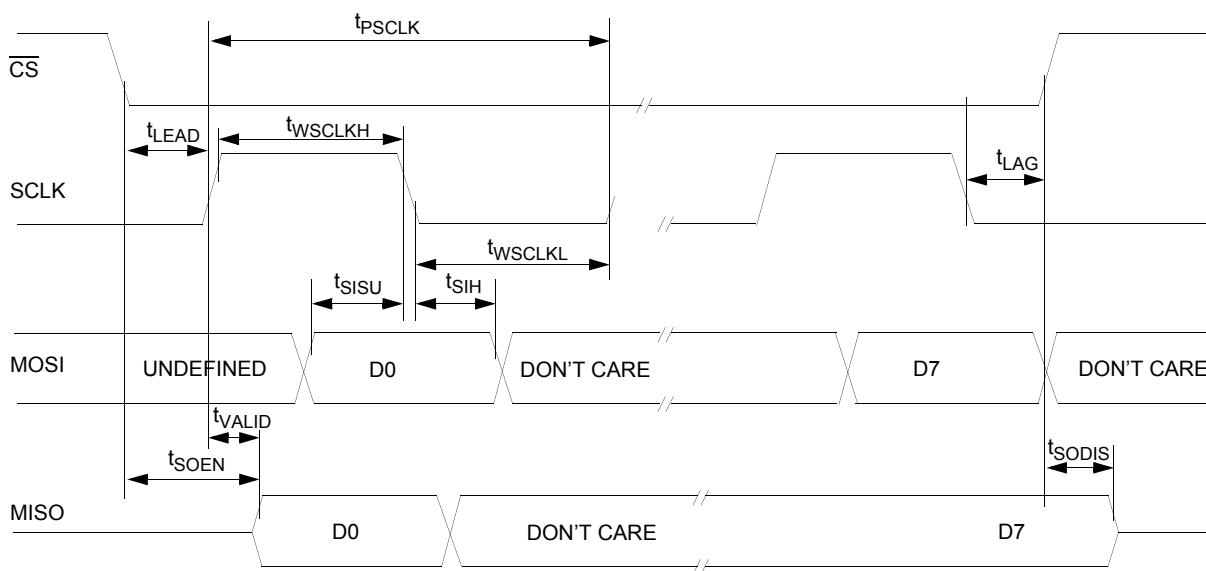 tPSCLK
CS
tLEAD
tWSCLKH
tLAG
SCLK
tWSCLKL
tSISU
tSIH
MOSI
UNDEFINED
D0
DON'T CARE
D7
DON'T CARE
tVALID
tSOEN
tSODIS
MISO
D0
DON'T CARE
D7